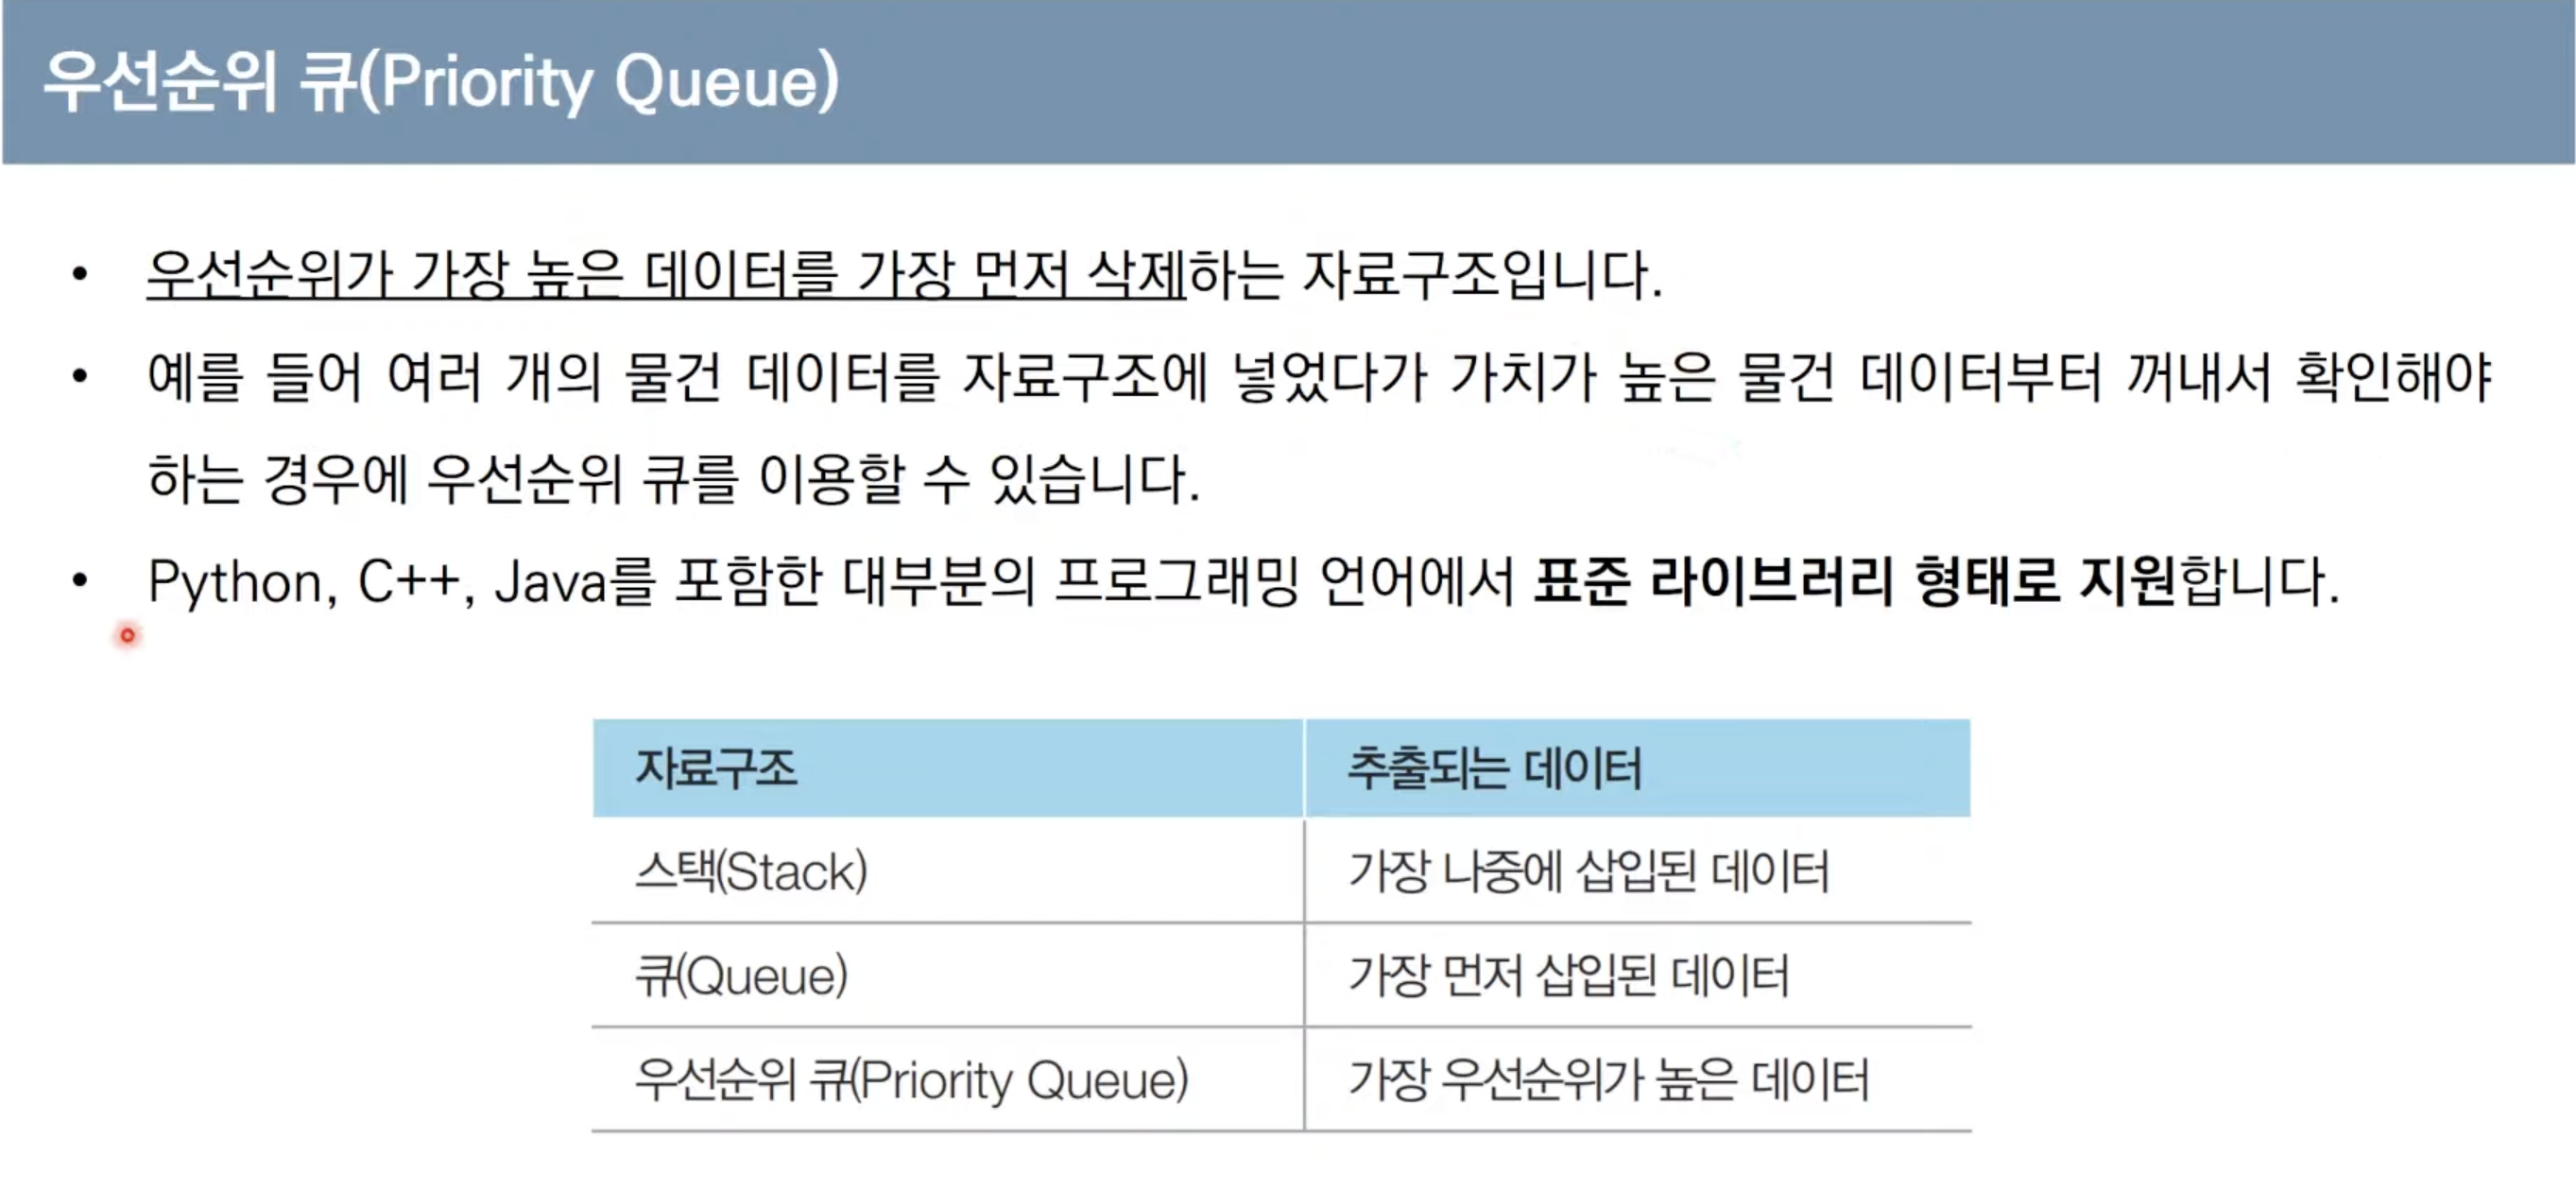 우선순위 큐(Priority Queue)
• 우선순위가 가장 높은 데이터를 가장 먼저 삭제하는 자료구조입니다.
• 예를 들어 여러 개의 물건 데이터를 자료구조에 넣었다가 가치가 높은 물건 데이터부터 꺼내서 확인해야
하는 경우에 우선순위 큐를 이용할 수 있습니다.
• Python, C++, Java를 포함한 대부분의 프로그래밍 언어에서 표준 라이브러리 형태로 지원합니다.
자료구조 추출되는 데이터
스택(Stack) 가장 나중에 삽입된 데이터
큐(Queue) 가장 먼저 삽입된 데이터
우선순위 큐(Priority Queue) 가장 우선순위가 높은 데이터